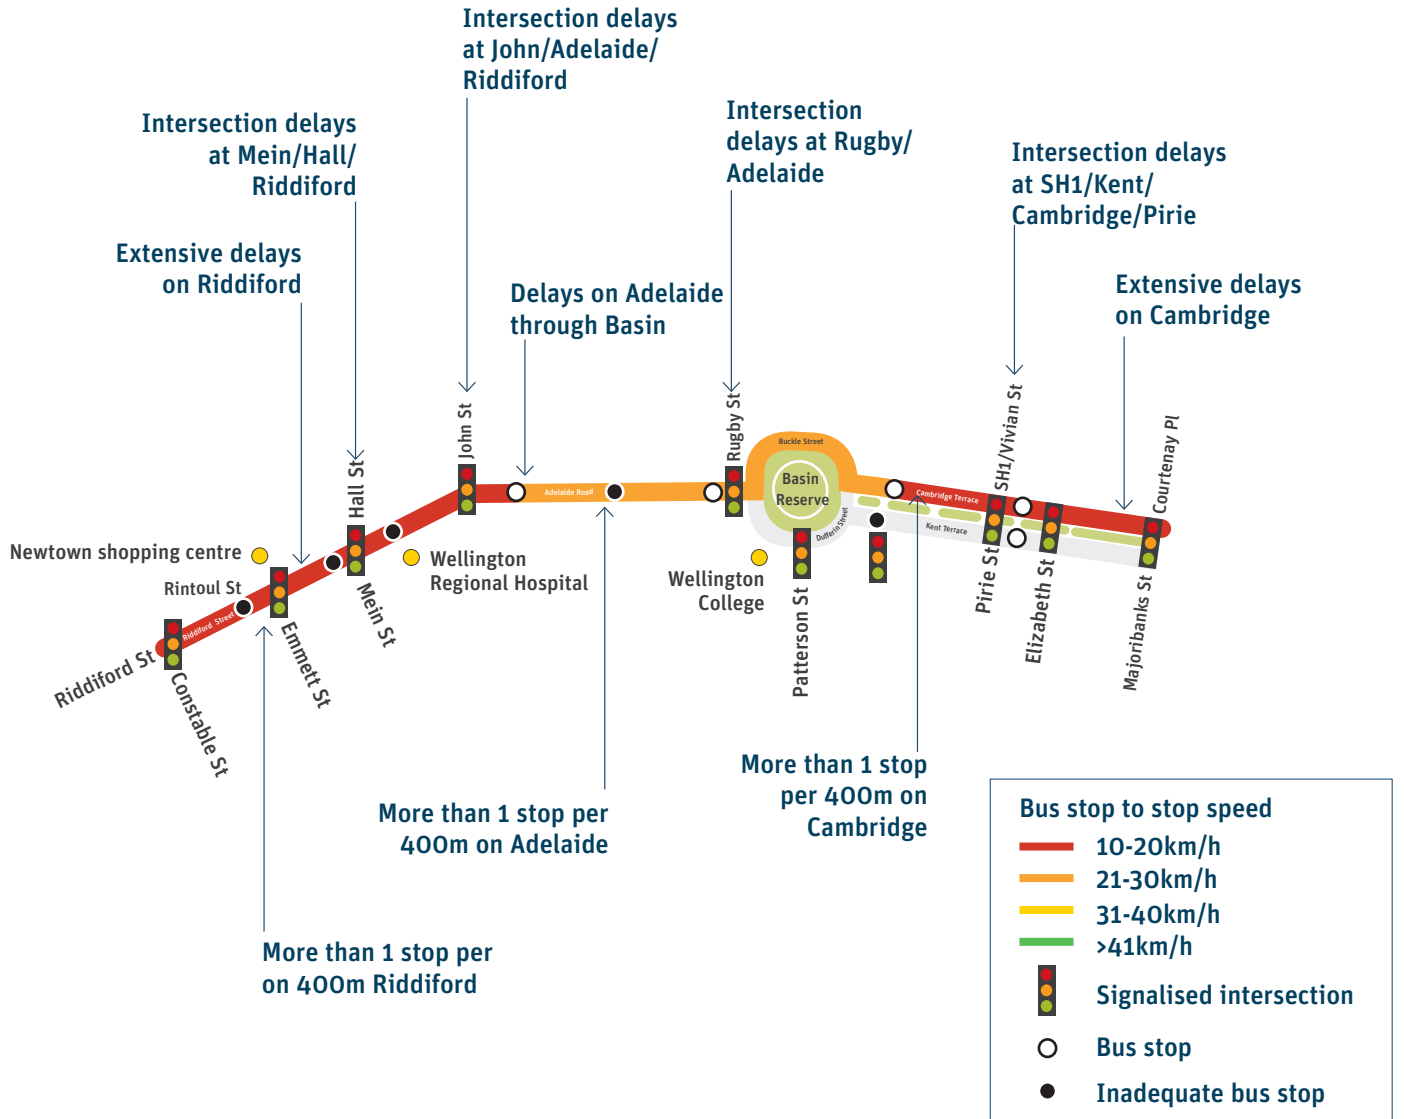 Intersection delays
at John/Adelaide/
Riddiford
Intersection delays
at Mein/Hall/
Riddiford
Intersection
delays at Rugby/
Adelaide
Intersection delays
at SH1/Kent/
Cambridge/Pirie
Extensive delays
on Riddiford
Delays on Adelaide
through Basin
Extensive delays
on Cambridge
John St
Hall St
Rugby St
SH1/Vivian St
Courtenay Pl
Buckle Street
Basin
Reserve
Adelaide Road
Cambridge Terrace
Kent Terrace
Dufferin Street
Newtown shopping centre
Wellington
Regional Hospital
Wellington
College
Rintoul St
Riddiford Street
Riddiford St
Constable St
Emmett St
Mein St
Patterson St
Pirie St
Elizabeth St
Majoribanks St
More than 1 stop
per 400m on
Cambridge
More than 1 stop per
400m on Adelaide
More than 1 stop per
on 400m Riddiford
Bus stop to stop speed
10-20km/h
21-30km/h
31-40km/h
>41km/h
Signalised intersection
Bus stop
Inadequate bus stop